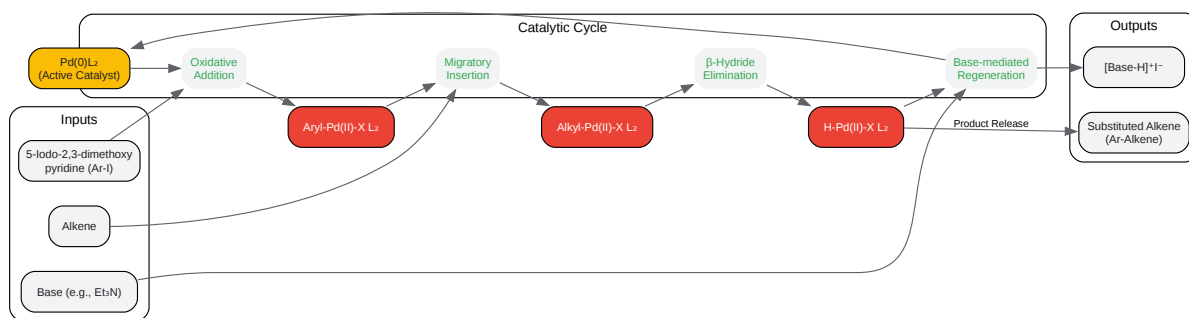 Catalytic Cycle
Outputs
Pd(0)L₂
(Active Catalyst)
Oxidative
Addition
Migratory
Insertion
β-Hydride
Elimination
Base-mediated
Regeneration
[Base-H]⁺I⁻
Inputs
Aryl-Pd(II)-X L₂
Alkyl-Pd(II)-X L₂
H-Pd(II)-X L₂
Product Release
Substituted Alkene
(Ar-Alkene)
5-Iodo-2,3-dimethoxy
pyridine (Ar-I)
Alkene
Base (e.g., Et₃N)